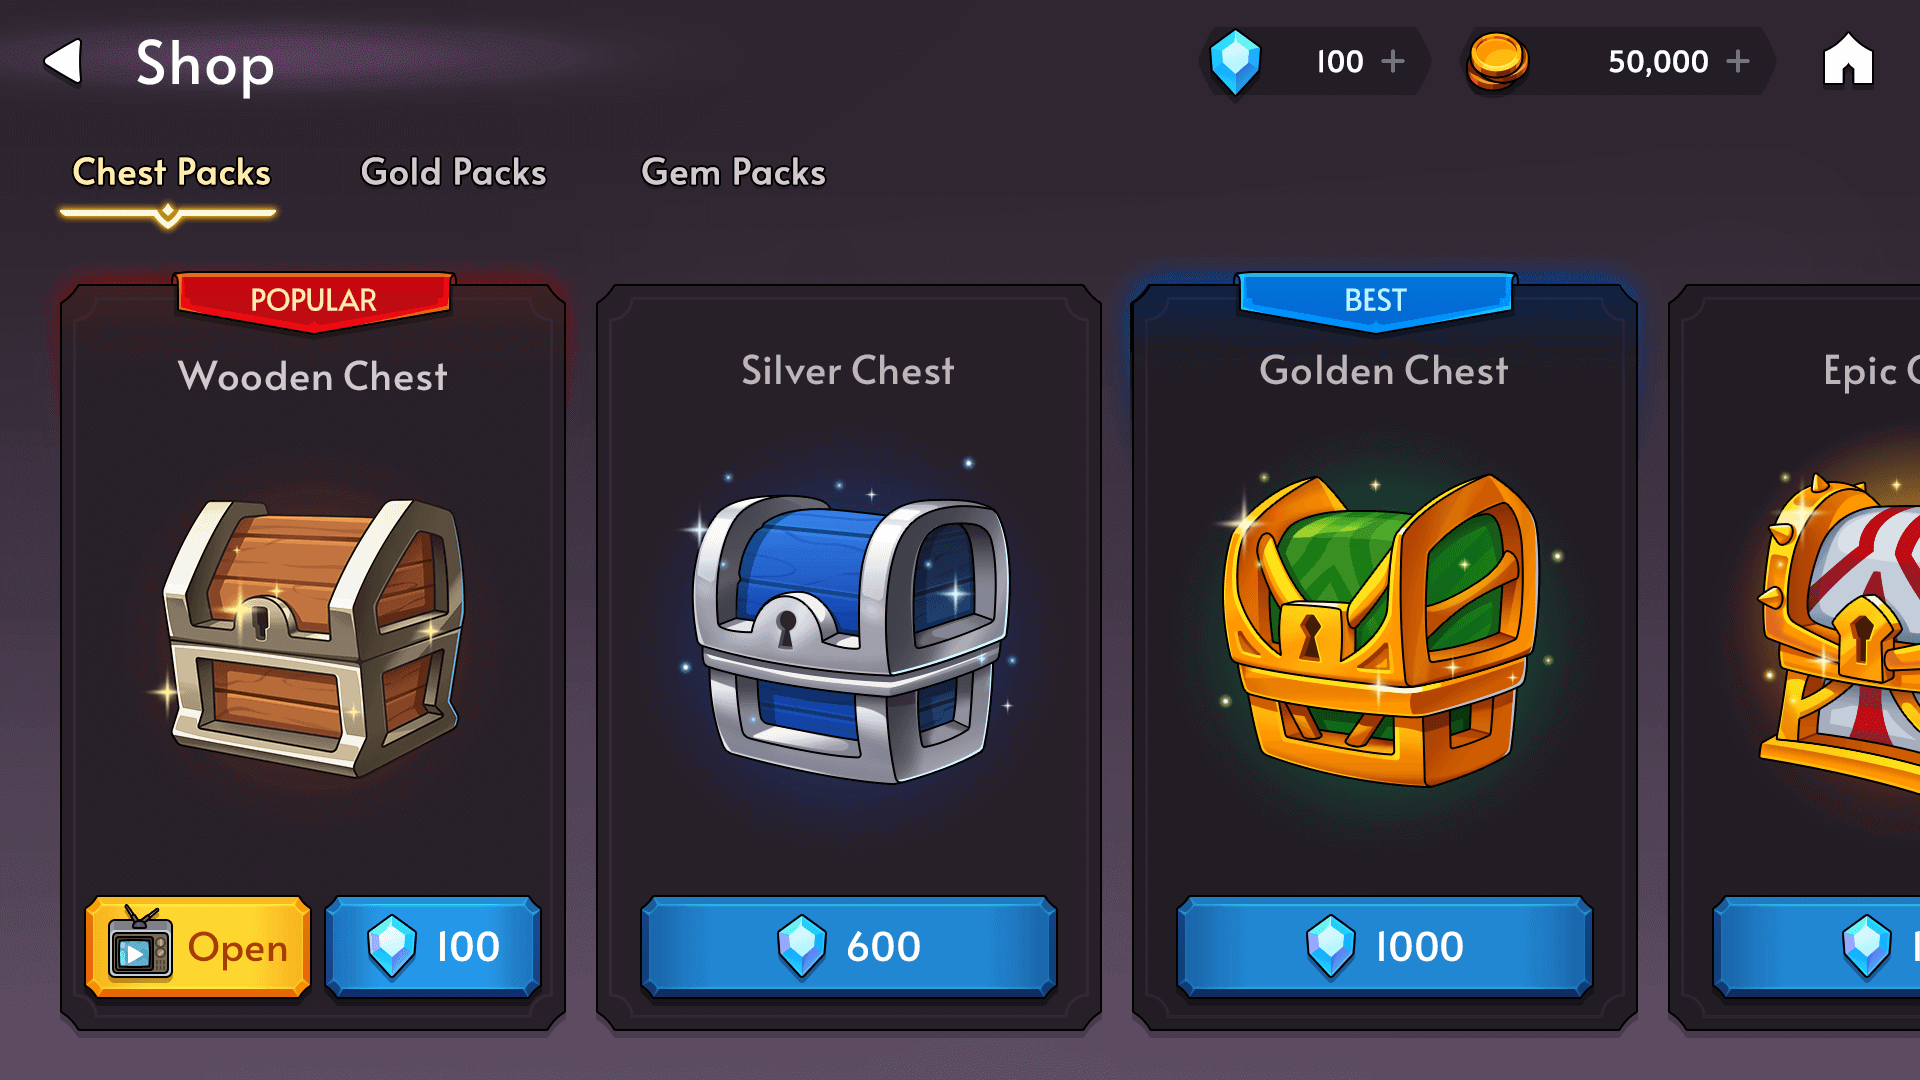 Shop
100 +
50,000 +
Chest Packs
Gold Packs
Gem Packs
POPULAR
Wooden Chest
Open
100
Silver Chest
600
BEST
Golden Chest
1000
Epic